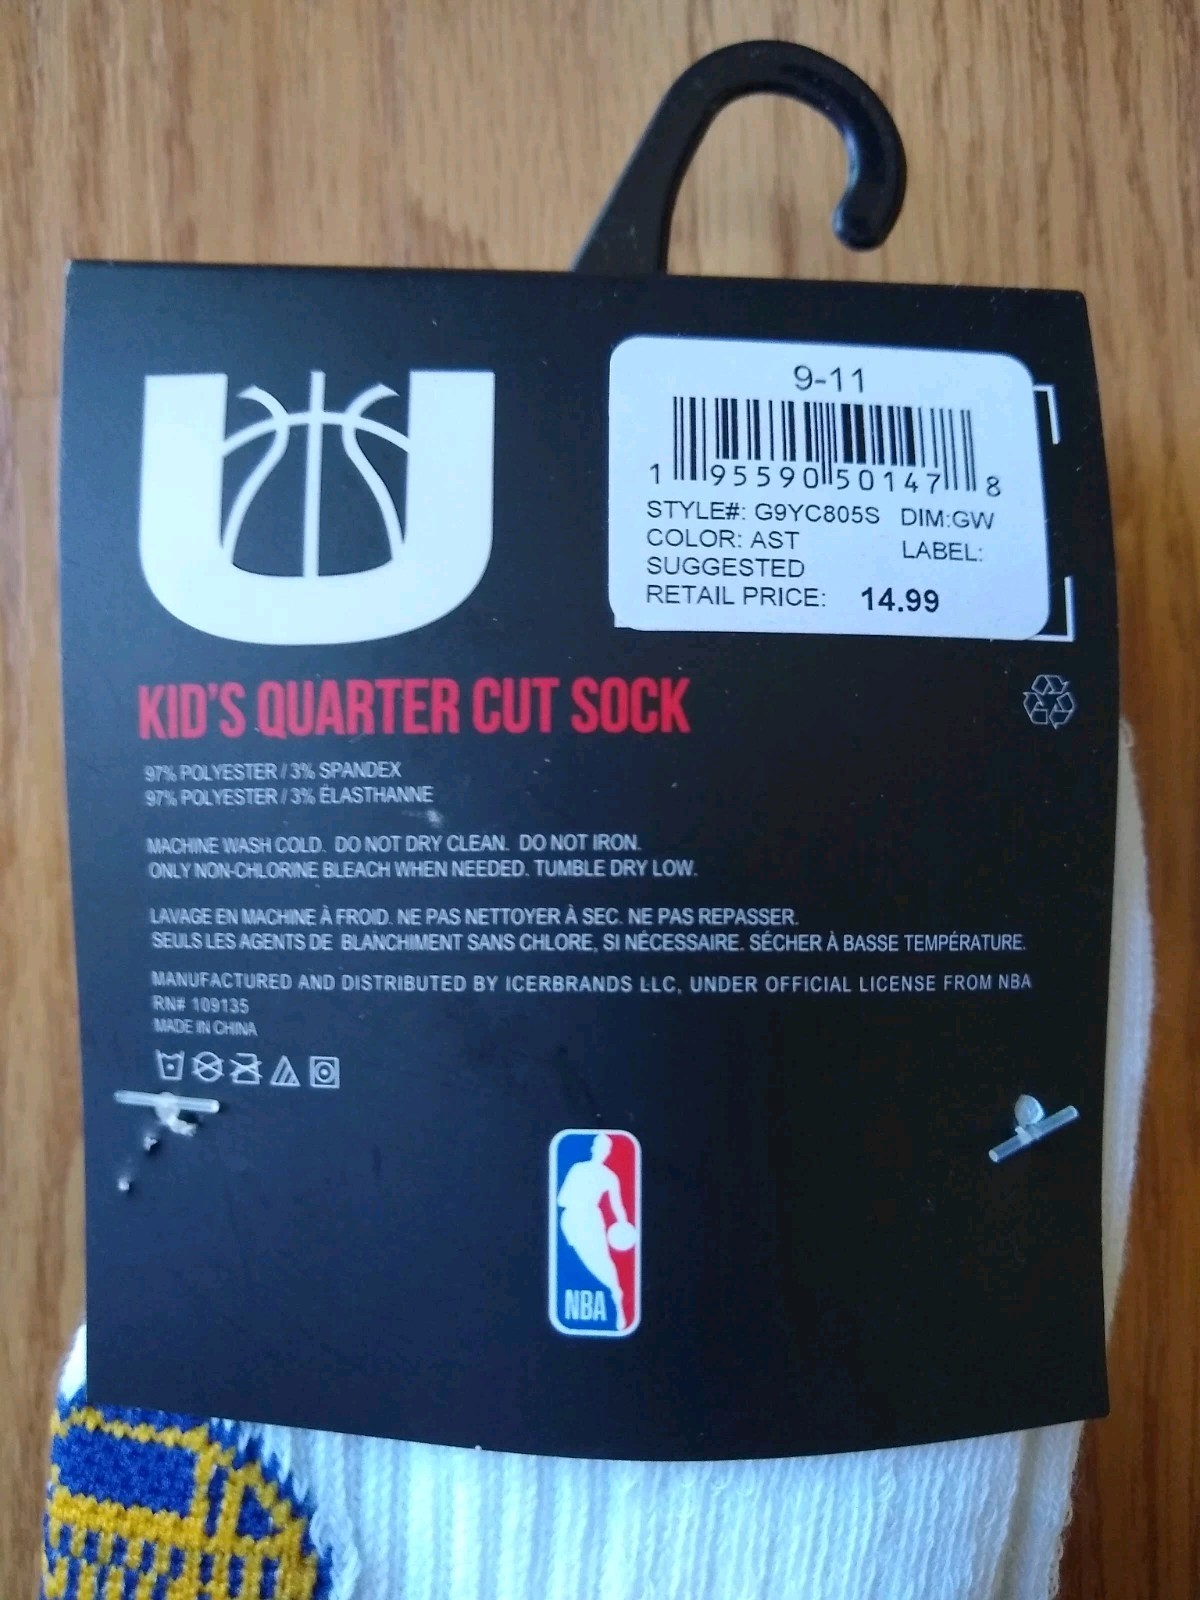 9-11
1 95590 50147 8
STYLE#: G9YC805S DIM:GW
COLOR: AST LABEL:
SUGGESTED
RETAIL PRICE: 14.99
KID'S QUARTER CUT SOCK
97% POLYESTER / 3% SPANDEX
97% POLYESTER / 3% ÉLASTHANNE
MACHINE WASH COLD. DO NOT DRY CLEAN. DO NOT IRON.
ONLY NON-CHLORINE BLEACH WHEN NEEDED. TUMBLE DRY LOW.
LAVAGE EN MACHINE À FROID. NE PAS NETTOYER À SEC. NE PAS REPASSER.
SEULS LES AGENTS DE BLANCHIMENT SANS CHLORE, SI NÉCESSAIRE. SÉCHER À BASSE TEMPÉRATURE.
MANUFACTURED AND DISTRIBUTED BY ICERBRANDS LLC, UNDER OFFICIAL LICENSE FROM NBA
RN# 109135
MADE IN CHINA
NBA